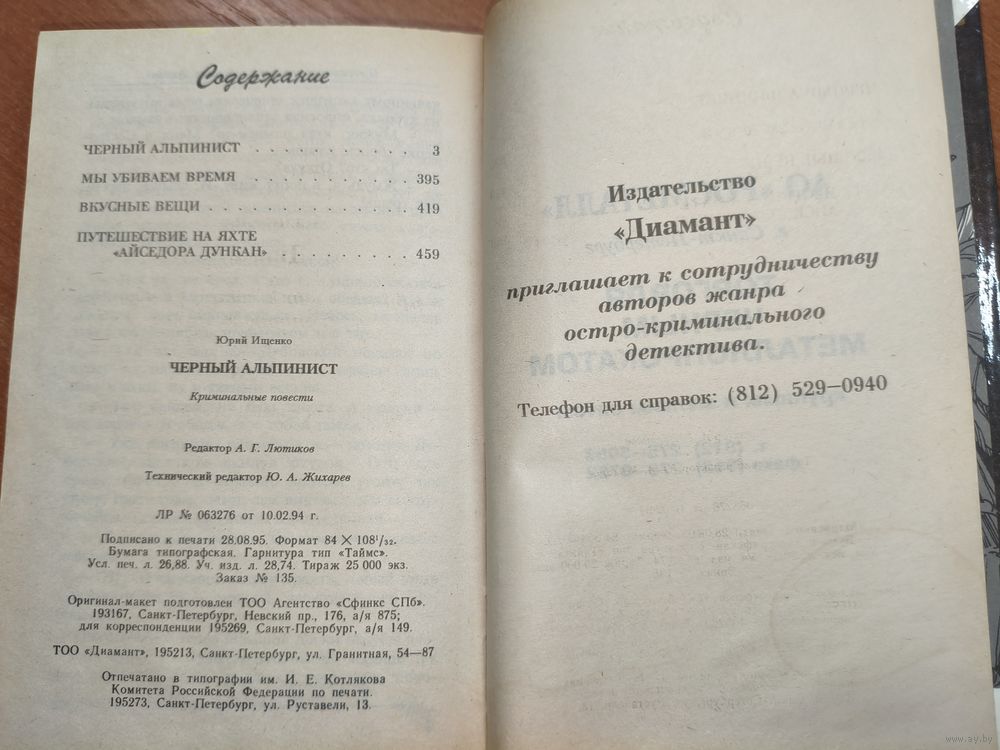 Содержание
ЧЕРНЫЙ АЛЬПИНИСТ . . . . . . . . . . . . . 3
МЫ УБИВАЕМ ВРЕМЯ . . . . . . . . . . . . . 395
ВКУСНЫЕ ВЕЩИ . . . . . . . . . . . . . . . 419
ПУТЕШЕСТВИЕ НА ЯХТЕ
«АЙСЕДОРА ДУНКАН» . . . . . . . . . . 459
Юрий Ищенко
ЧЕРНЫЙ АЛЬПИНИСТ
Криминальные повести
Редактор А. Г. Лютиков
Технический редактор Ю. А. Жихарев
ЛР № 063276 от 10.02.94 г.
Подписано к печати 28.08.95. Формат 84 × 108¹/₃₂.
Бумага типографская. Гарнитура тип «Таймс».
Усл. печ. л. 26,88. Уч. изд. л. 28,74. Тираж 25 000 экз.
Заказ № 135.
Оригинал-макет подготовлен ТОО Агентство «Сфинкс СПб».
193167, Санкт-Петербург, Невский пр., 176, а/я 875;
для корреспонденции 195269, Санкт-Петербург, а/я 149.
ТОО «Диамант», 195213, Санкт-Петербург, ул. Гранитная, 54—87
Отпечатано в типографии им. И. Е. Котлякова
Комитета Российской Федерации по печати.
195273, Санкт-Петербург, ул. Руставели, 13.
Издательство
«Диамант»
приглашает к сотрудничеству
авторов жанра
остро-криминального
детектива.
Телефон для справок: (812) 529—0940
www.ay.by